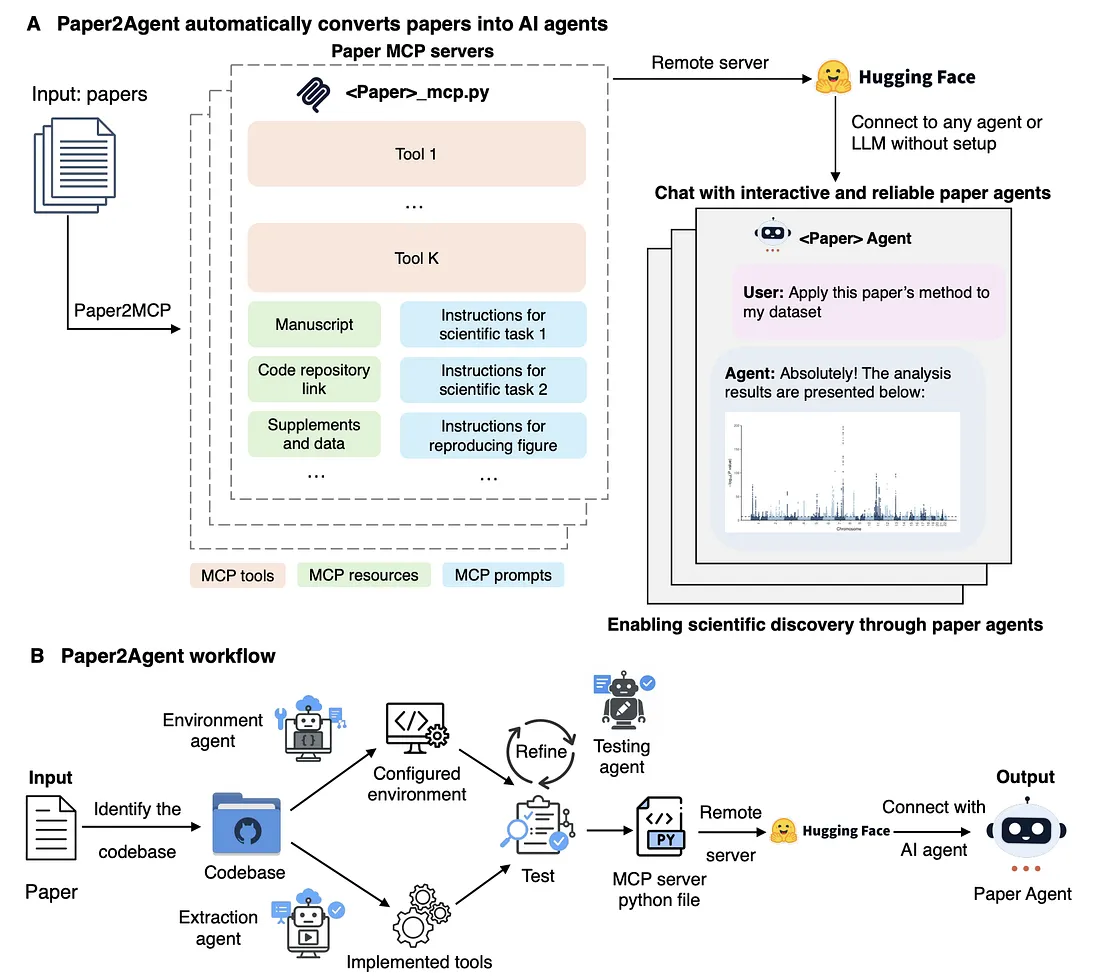 A Paper2Agent automatically converts papers into AI agents
Paper MCP servers
Input: papers
Paper2MCP
<Paper>_mcp.py
Tool 1
...
Tool K
Manuscript
Instructions for
scientific task 1
Code repository
link
Instructions for
scientific task 2
Supplements
and data
Instructions for
reproducing figure
...
...
MCP tools
MCP resources
MCP prompts
Remote server
Hugging Face
Connect to any agent or
LLM without setup
Chat with interactive and reliable paper agents
<Paper> Agent
User: Apply this paper's method to
my dataset
Agent: Absolutely! The analysis
results are presented below:
Chromosome
Enabling scientific discovery through paper agents
B Paper2Agent workflow
Input
Paper
Identify the
codebase
Environment
agent
Codebase
Extraction
agent
Configured
environment
Implemented tools
Refine
Testing
agent
Test
PY
MCP server
python file
Remote
server
Hugging Face
Connect with
AI agent
Output
Paper Agent